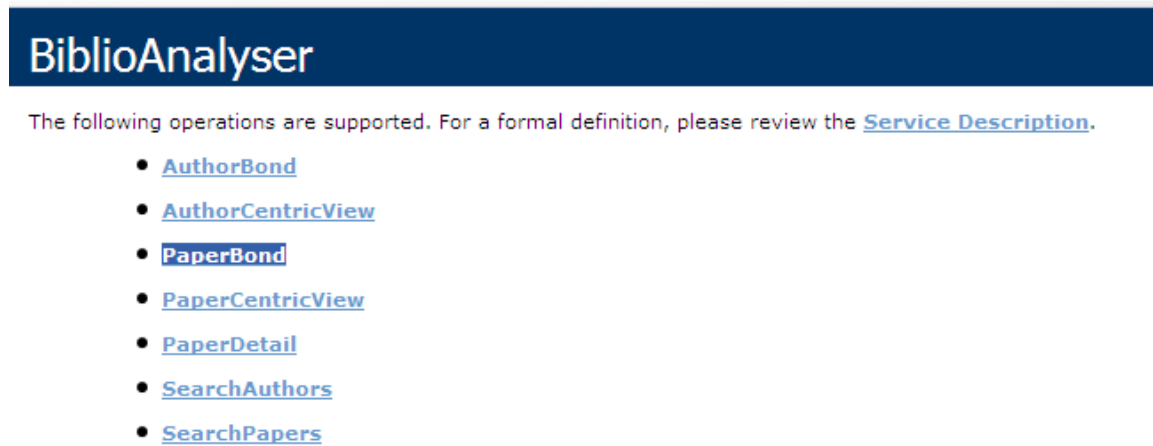 BiblioAnalyser
The following operations are supported. For a formal definition, please review the Service Description.
AuthorBond
AuthorCentricView
PaperBond
PaperCentricView
PaperDetail
SearchAuthors
SearchPapers